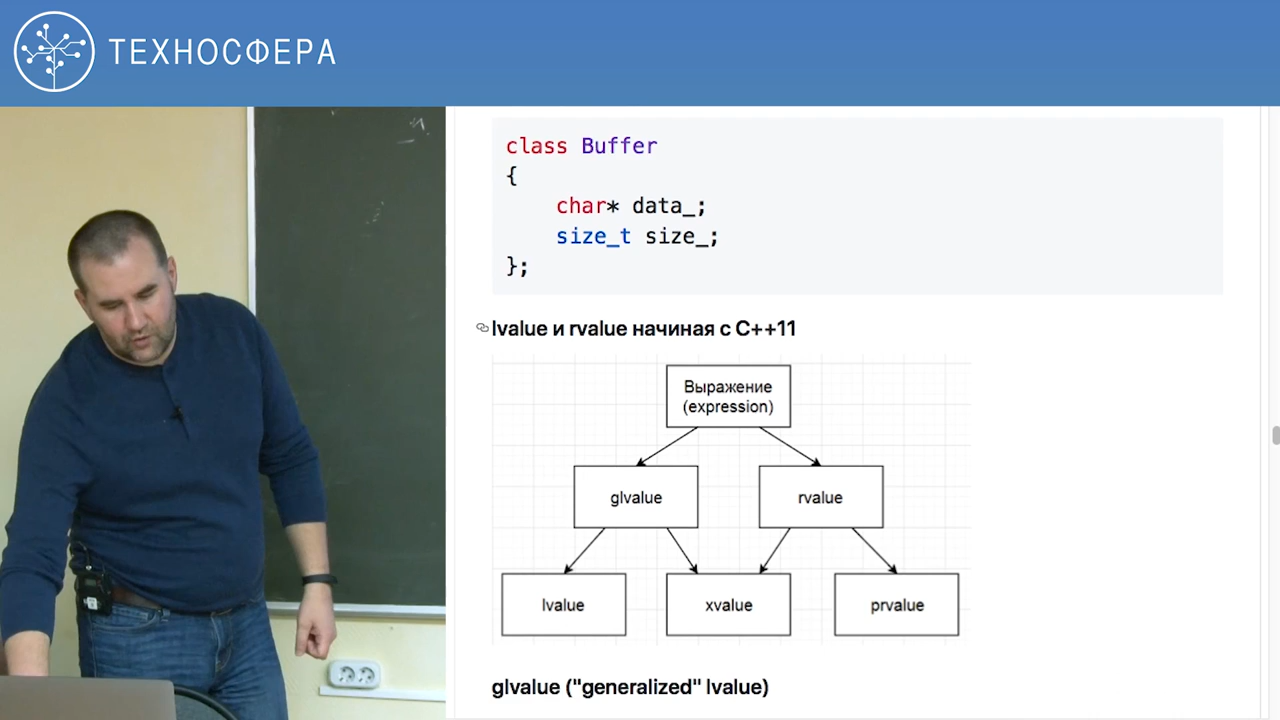 ТЕХНОСФЕРА
class Buffer
{
char* data_;
size_t size_;
};
lvalue и rvalue начиная с C++11
Выражение
(expression)
glvalue
rvalue
lvalue
xvalue
prvalue
glvalue ("generalized" lvalue)